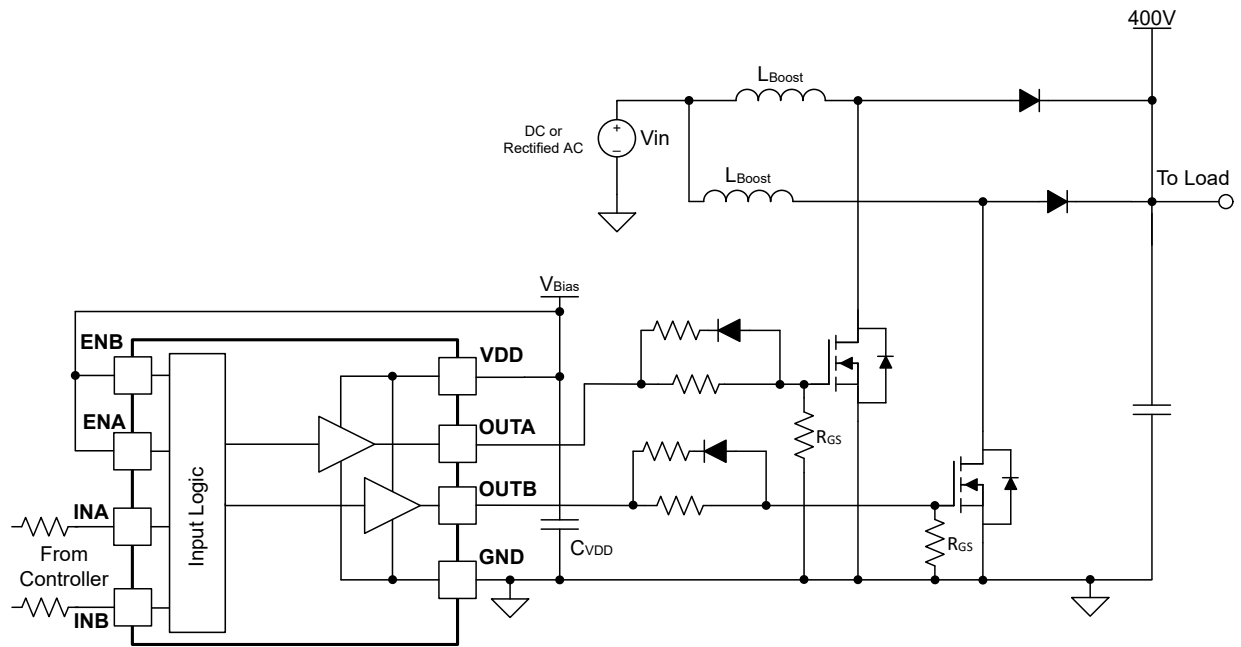 400V
LBoost
DC or
Rectified AC
+
–
Vin
LBoost
To Load
VBias
ENB
VDD
ENA
OUTA
RGS
Input Logic
INA
OUTB
From
Controller
CVDD
RGS
GND
INB